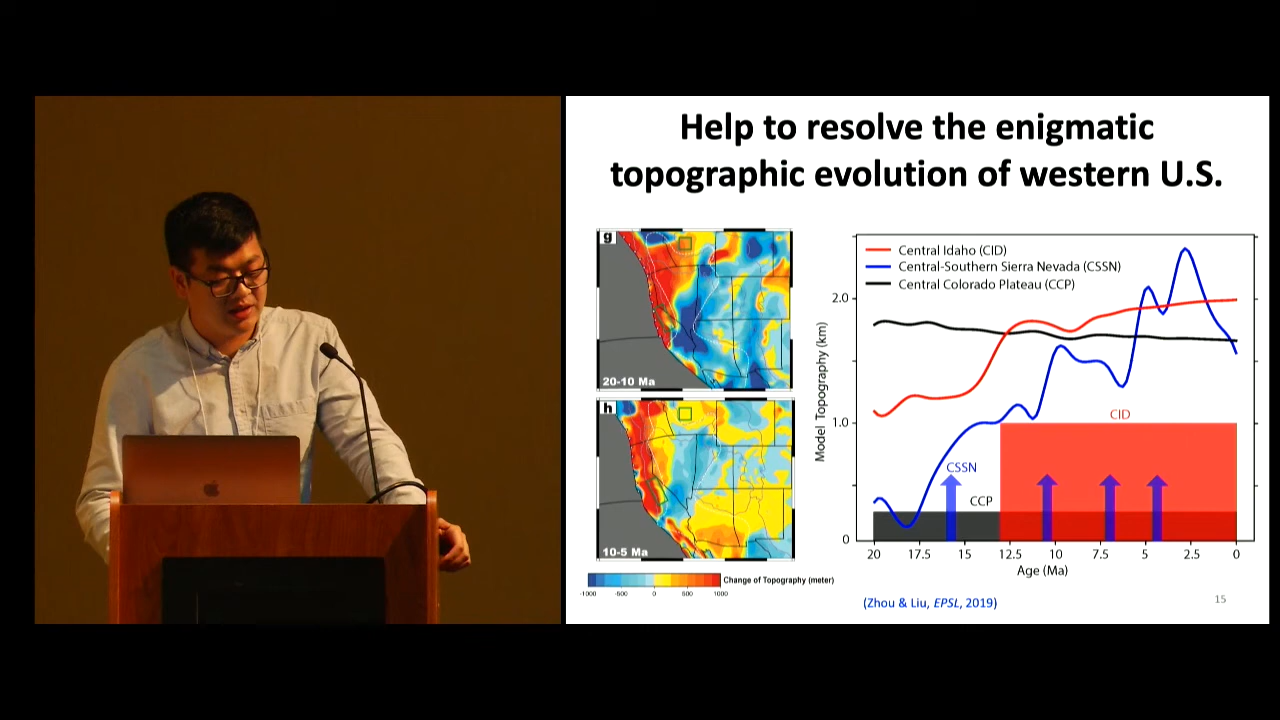 Help to resolve the enigmatic
topographic evolution of western U.S.
g
20-10 Ma
h
10-5 Ma
-1000 -500 0 500 1000
Change of Topography (meter)
Central Idaho (CID)
Central-Southern Sierra Nevada (CSSN)
Central Colorado Plateau (CCP)
Model Topography (km)
2.0
1.0
0
CID
CSSN
CCP
20 17.5 15 12.5 10 7.5 5 2.5 0
Age (Ma)
(Zhou & Liu, EPSL, 2019)
15